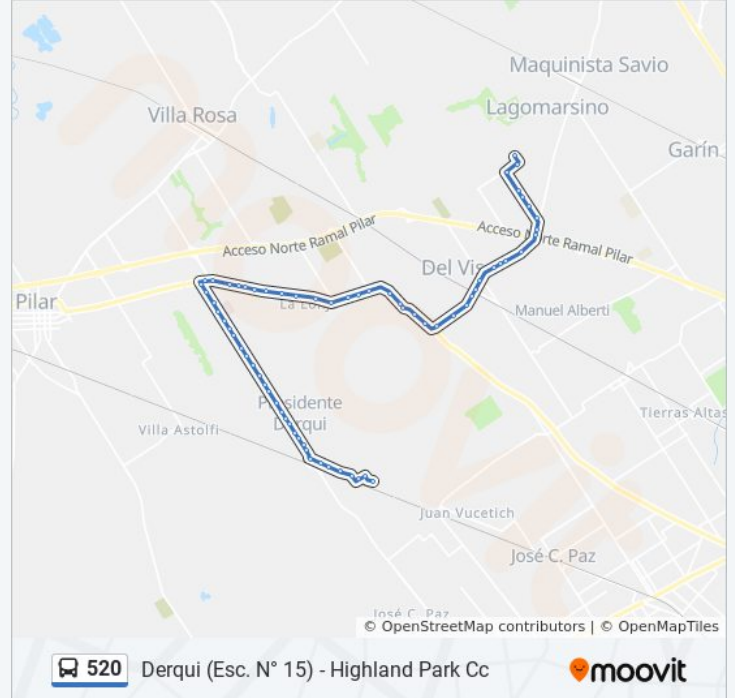 Maquinista Savio
Lagomarsino
Villa Rosa
Garín
Acceso Norte Ramal Pilar
Acceso Norte Ramal Pilar
Del Vis
Pilar
La Lon
Manuel Alberti
Presidente
Derqui
Tierras Altas
Villa Astolfi
Juan Vucetich
José C. Paz
José C. Paz
© OpenStreetMap contributors | © OpenMapTiles
520 Derqui (Esc. N° 15) - Highland Park Cc
moovit